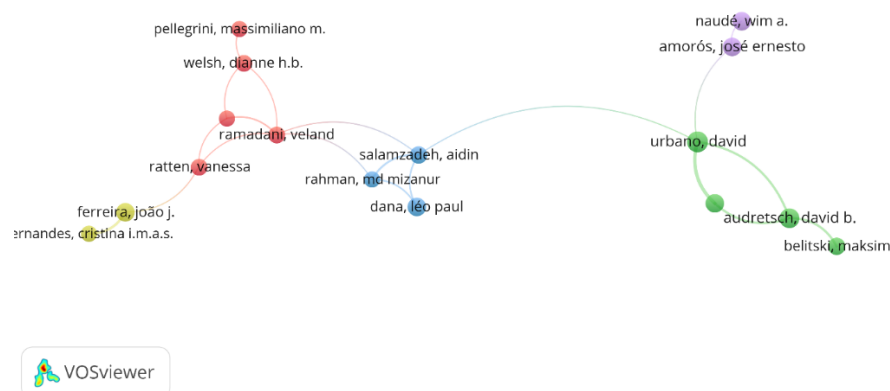 naudé, wim a.
pellegrini, massimiliano m.
amorós, josé ernesto
welsh, dianne h.b.
ramadani, veland
urbano, david
salamzadeh, aidin
ratten, vanessa
rahman, md mizanur
dana, léo paul
ferreira, joão j.
audretsch, david b.
ernandes, cristina i.m.a.s.
belitski, maksim
VOSviewer